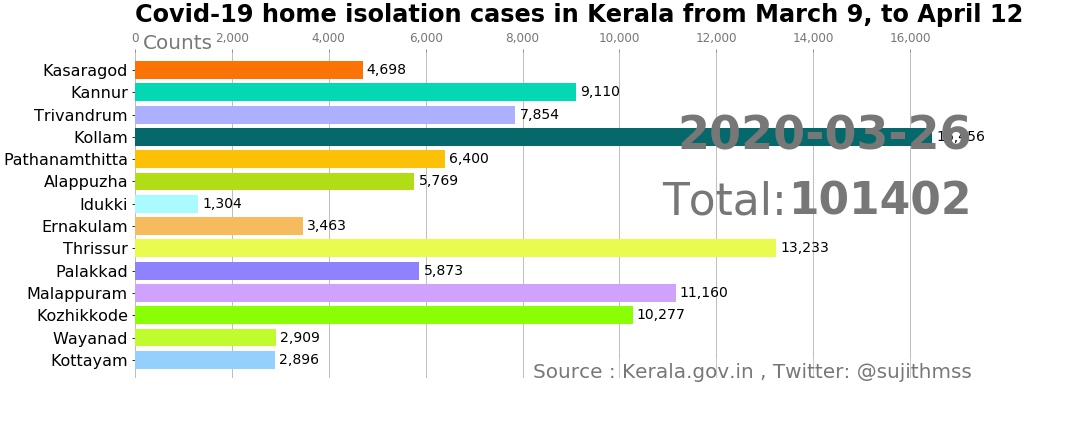 Covid-19 home isolation cases in Kerala from March 9, to April 12
0 2,000 4,000 6,000 8,000 10,000 12,000 14,000 16,000
Counts
Kasaragod 4,698
Kannur 9,110
Trivandrum 7,854
2020-03-26
Kollam 16,456
Pathanamthitta 6,400
Alappuzha 5,769
Total:101402
Idukki 1,304
Ernakulam 3,463
Thrissur 13,233
Palakkad 5,873
Malappuram 11,160
Kozhikkode 10,277
Wayanad 2,909
Kottayam 2,896
Source : Kerala.gov.in , Twitter: @sujithmss